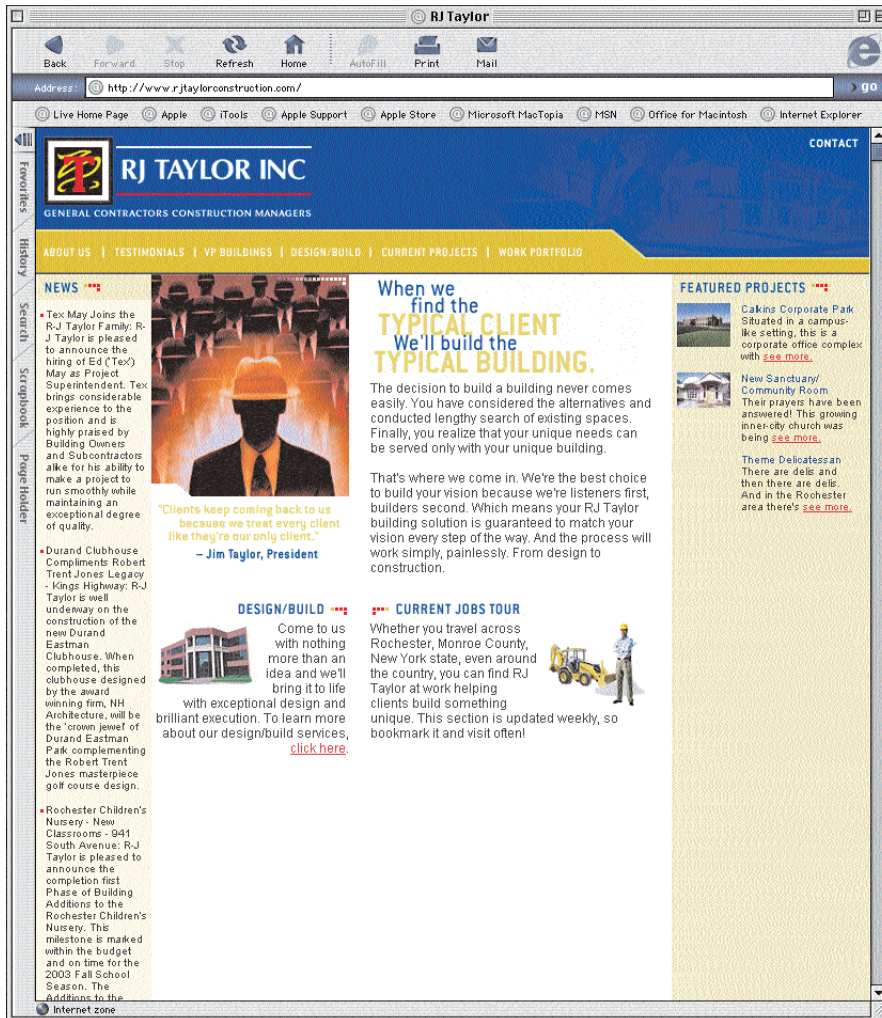 RJ Taylor
Back
Forward
Stop
Refresh
Home
AutoFill
Print
Mail
Address:
http://www.rjtaylorconstruction.com/
go
Live Home Page
Apple
iTools
Apple Support
Apple Store
Microsoft MacTopia
MSN
Office for Macintosh
Internet Explorer
Favorites
History
Search
Scrapbook
Page Holder
CONTACT
RJ TAYLOR INC
GENERAL CONTRACTORS CONSTRUCTION MANAGERS
ABOUT US | TESTIMONIALS | VP BUILDINGS | DESIGN/BUILD | CURRENT PROJECTS | WORK PORTFOLIO
NEWS
Tex May Joins the
R-J Taylor Family: R-
J Taylor is pleased
to announce the
hiring of Ed ('Tex')
May as Project
Superintendent. Tex
brings considerable
experience to the
position and is
highly praised by
Building Owners
and Subcontractors
alike for his ability to
make a project to
run smoothly while
maintaining an
exceptional degree
of quality.
Durand Clubhouse
Compliments Robert
Trent Jones Legacy
- Kings Highway: R-J
Taylor is well
underway on the
construction of the
new Durand
Eastman
Clubhouse. When
completed, this
clubhouse designed
by the award
winning firm, NH
Architecture, will be
the 'crown jewel' of
Durand Eastman
Park complementing
the Robert Trent
Jones masterpiece
golf course design.
Rochester Children's
Nursery - New
Classrooms - 941
South Avenue: R-J
Taylor is pleased to
announce the
completion first
Phase of Building
Additions to the
Rochester Children's
Nursery. This
milestone is marked
within the budget
and on time for the
2003 Fall School
Season. The
Additions to the
"Clients keep coming back to us
because we treat every client
like they're our only client."
– Jim Taylor, President
When we
find the
TYPICAL CLIENT
We'll build the
TYPICAL BUILDING.
The decision to build a building never comes
easily. You have considered the alternatives and
conducted lengthy search of existing spaces.
Finally, you realize that your unique needs can
be served only with your unique building.
That's where we come in. We're the best choice
to build your vision because we're listeners first,
builders second. Which means your RJ Taylor
building solution is guaranteed to match your
vision every step of the way. And the process will
work simply, painlessly. From design to
construction.
DESIGN/BUILD
Come to us
with nothing
more than an
idea and we'll
bring it to life
with exceptional design and
brilliant execution. To learn more
about our design/build services,
click here.
CURRENT JOBS TOUR
Whether you travel across
Rochester, Monroe County,
New York state, even around
the country, you can find RJ
Taylor at work helping
clients build something
unique. This section is updated weekly, so
bookmark it and visit often!
FEATURED PROJECTS
Calkins Corporate Park
Situated in a campus-
like setting, this is a
corporate office complex
with see more.
New Sanctuary/
Community Room
Their prayers have been
answered! This growing
inner-city church was
being see more.
Theme Delicatessan
There are delis and
then there are delis.
And in the Rochester
area there's see more.
Internet zone